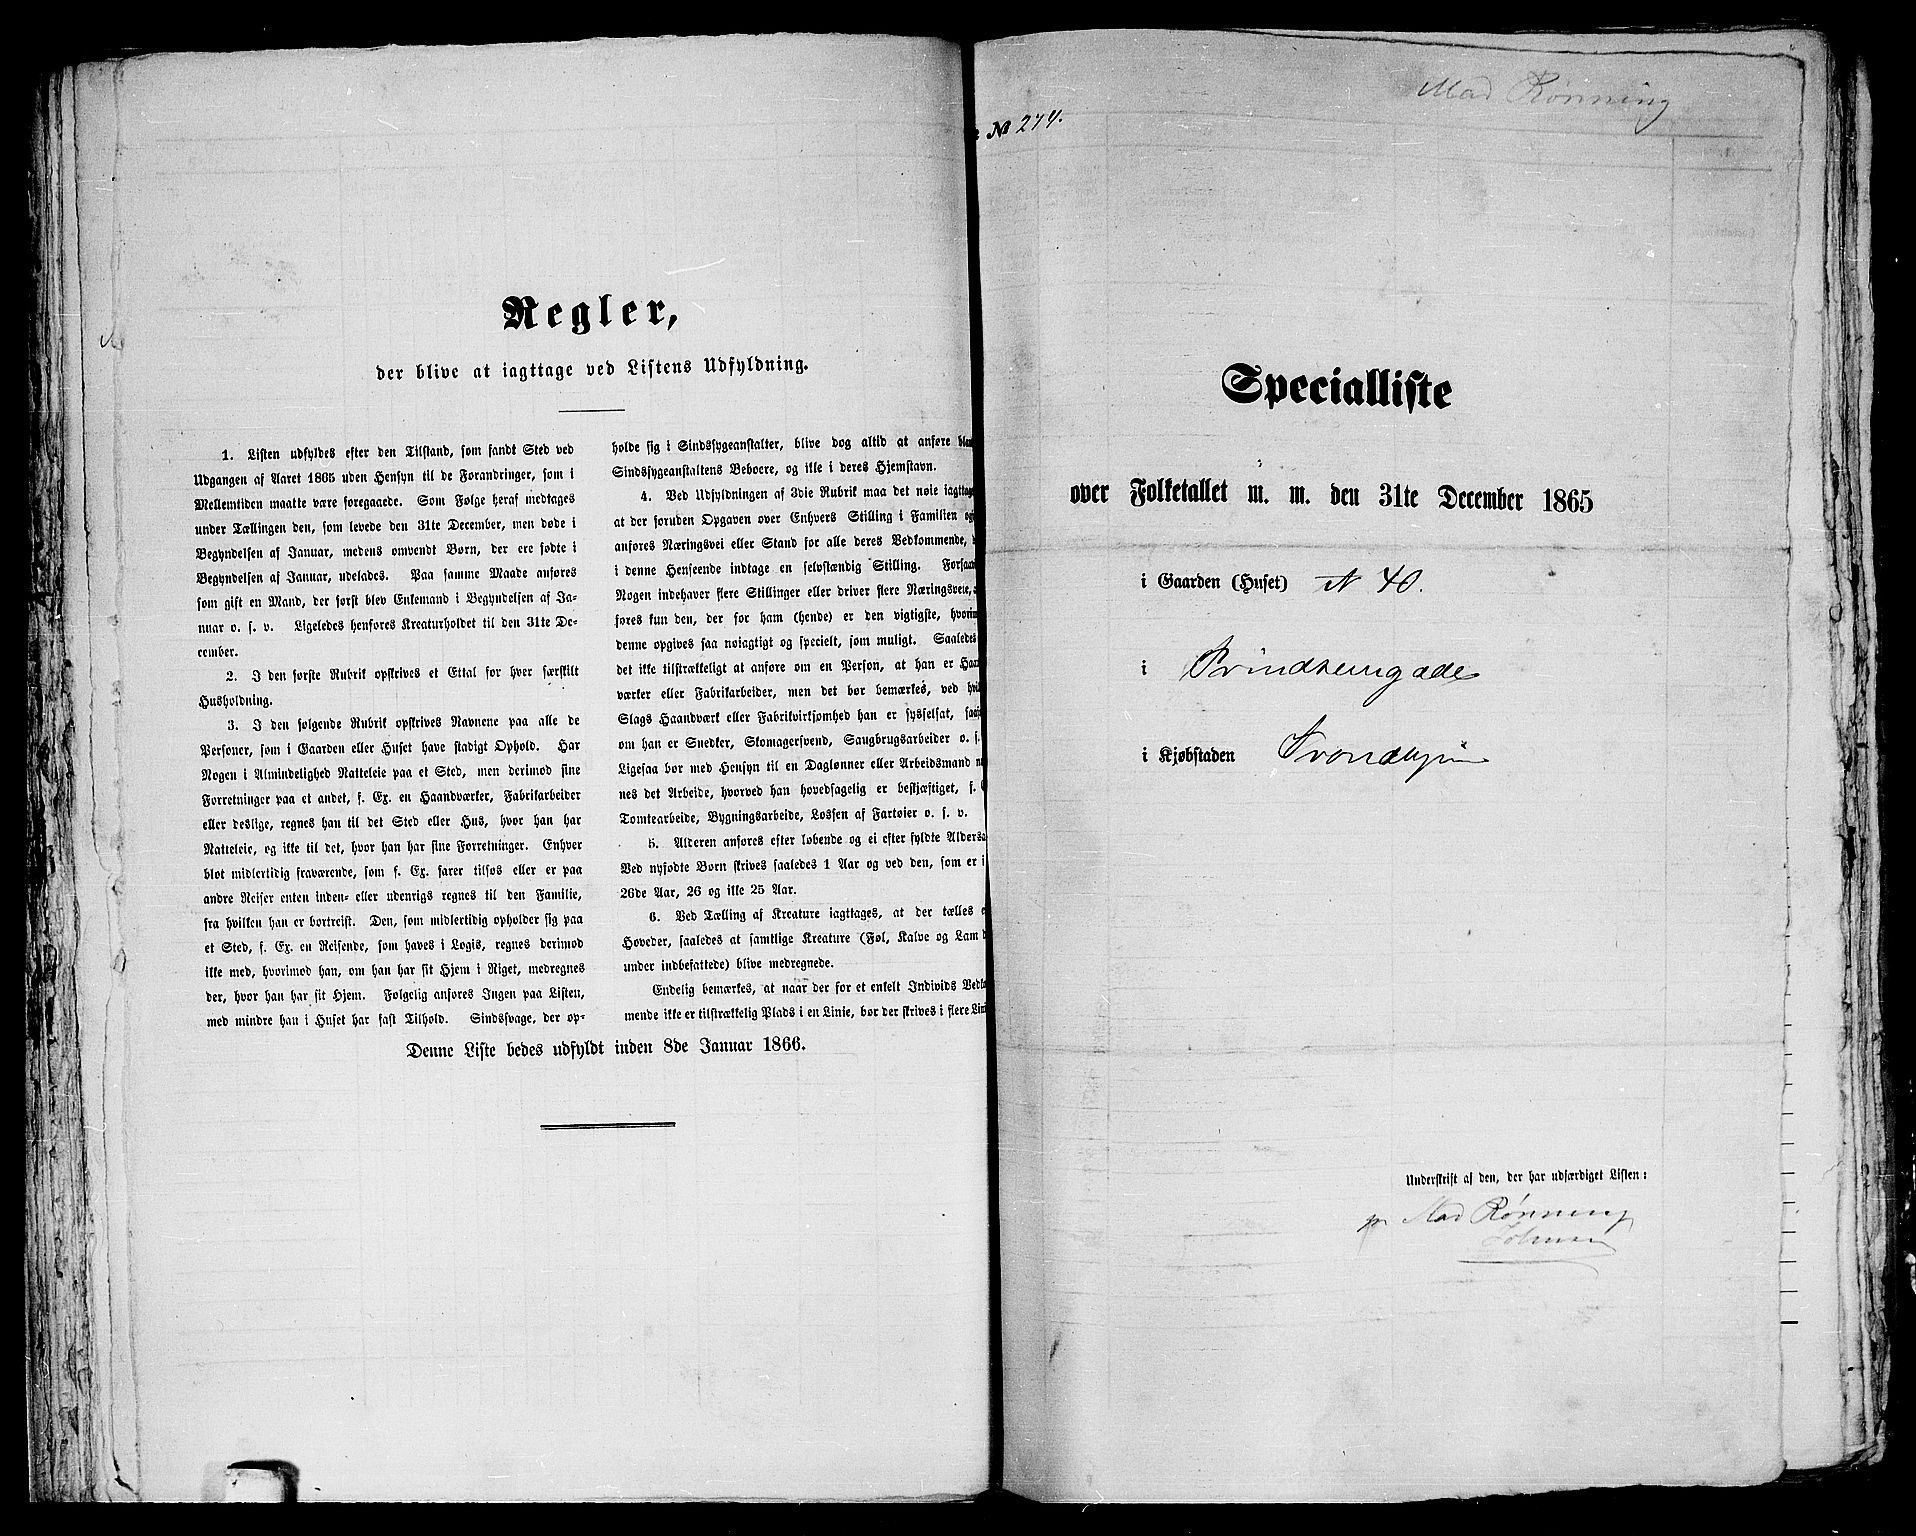 Regler,
der blive at iagttage ved Listens Udfyldning.
1. Listen udfyldes efter den Tilstand, som fandt Sted ved
Udgangen af Aaret 1865 uden Hensyn til de Forandringer, som i
Mellemtiden maatte være foregaaede. Som Følge heraf medtages
under Tællingen den, som levede den 31te December, men døde i
Begyndelsen af Januar, medens omvendt Børn, der ere fødte i
Begyndelsen af Januar, udelades. Paa samme Maade anføres
som gift en Mand, der først blev Enkemand i Begyndelsen af Ja-
nuar o. s. v. Ligeledes henføres Kreaturholdet til den 31te De-
cember.
2. I den første Rubrik opskrives et Ettal for hver særskilt
Husholdning.
3. I den følgende Rubrik opskrives Navnene paa alle de
Personer, som i Gaarden eller Huset have stadigt Ophold. Har
Nogen i Almindelighed Natteleie paa et Sted, men derimod sine
Forretninger paa et andet, f. Ex. en Haandværker, Fabrikarbeider
eller deslige, regnes han til det Sted eller Hus, hvor han har
Natteleie, og ikke til det, hvor han har sine Forretninger. Enhver
blot midlertidig fraværende, som f. Ex. farer tilsøs eller er paa
andre Reiser enten inden- eller udenrigs regnes til den Familie,
fra hvilken han er bortreist. Den, som midlertidig opholder sig paa
et Sted, f. Ex. en Reisende, som haves i Logis, regnes derimod
ikke med, hvorimod han, om han har sit Hjem i Riget, medregnes
der, hvor han har sit Hjem. Følgelig anføres Ingen paa Listen,
med mindre han i Huset har fast Tilhold. Sindssvage, der op-
holde sig i Sindssygeanstalter, blive dog altid at anføre blan
Sindssygeanstaltens Beboere, og ikke i deres Hjemstavn.
4. Ved Udfyldningen af 3die Rubrik maa det nøie iagttage
at der foruden Opgaven over Enhvers Stilling i Familien og
anføres Næringsvei eller Stand for alle deres Vedkommende,
i denne Henseende indtage en selvstændig Stilling. Forsaa
Nogen indehaver flere Stillinger eller driver flere Næringsveie,
føres kun den, der for ham (hende) er den vigtigste, hvorim
denne opgives saa nøiagtigt og specielt, som muligt. Saaledes
det ikke tilstrækkeligt at anføre om en Person, at han er Haa
værker eller Fabrikarbeider, men det bør bemærkes, ved hvil
Slags Haandværk eller Fabrikvirksomhed han er sysselsat, saa
om han er Snedker, Skomagersvend, Saugbrugsarbeider o. s.
Ligesaa bør med Hensyn til en Daglønner eller Arbeidsmand
nes det Arbeide, hvorved han hovedsagelig er beskjæftiget, f.
Tomtearbeide, Bygningsarbeide, Lossen af Fartøier o. s. v.
5. Alderen anføres efter løbende og ei efter fyldte Aldersa
Ved nyfødte Børn skrives saaledes 1 Aar og ved den, som er i
26de Aar, 26 og ikke 25 Aar.
6. Ved Tælling af Kreature iagttages, at der tælles e
Hoveder, saaledes at samtlige Kreature (Føl, Kalve og Lam
under indbefattede) blive medregnede.
Endelig bemærkes, at naar der for et enkelt Individs Vedko
mende ikke er tilstrækkelig Plads i en Linie, bør der skrives i flere Lini
Denne Liste bedes udfyldt inden 8de Januar 1866.
Mad Rønning
№ 274.
Specialliste
over Folketallet m. m. den 31te December 1865
i Gaarden (Huset) N 40.
i Prindsensgade
i Kjøbstaden Trondhjem
Underskrift af den, der har udfærdiget Listen:
pr Mad Rønning